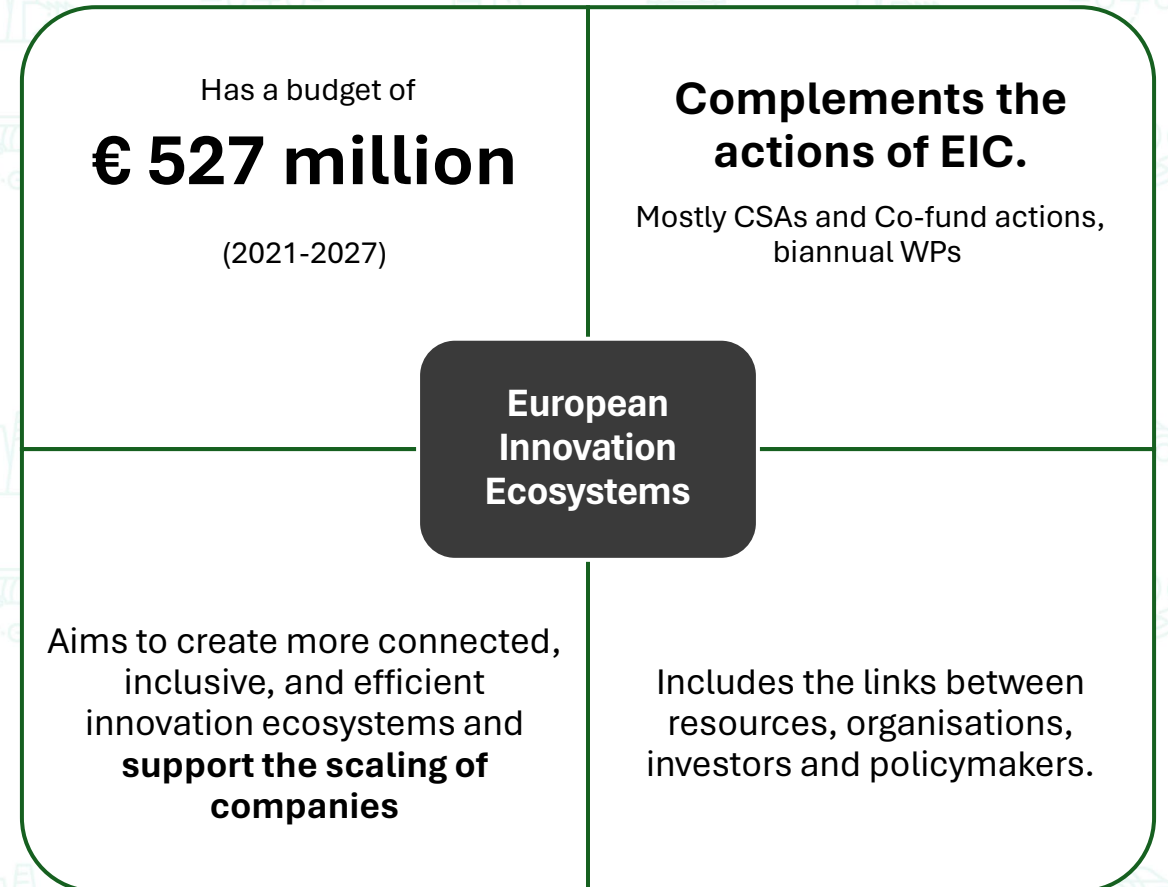 Has a budget of
€ 527 million
(2021-2027)
Complements the
actions of EIC.
Mostly CSAs and Co-fund actions,
biannual WPs
European
Innovation
Ecosystems
Aims to create more connected,
inclusive, and efficient
innovation ecosystems and
support the scaling of
companies
Includes the links between
resources, organisations,
investors and policymakers.